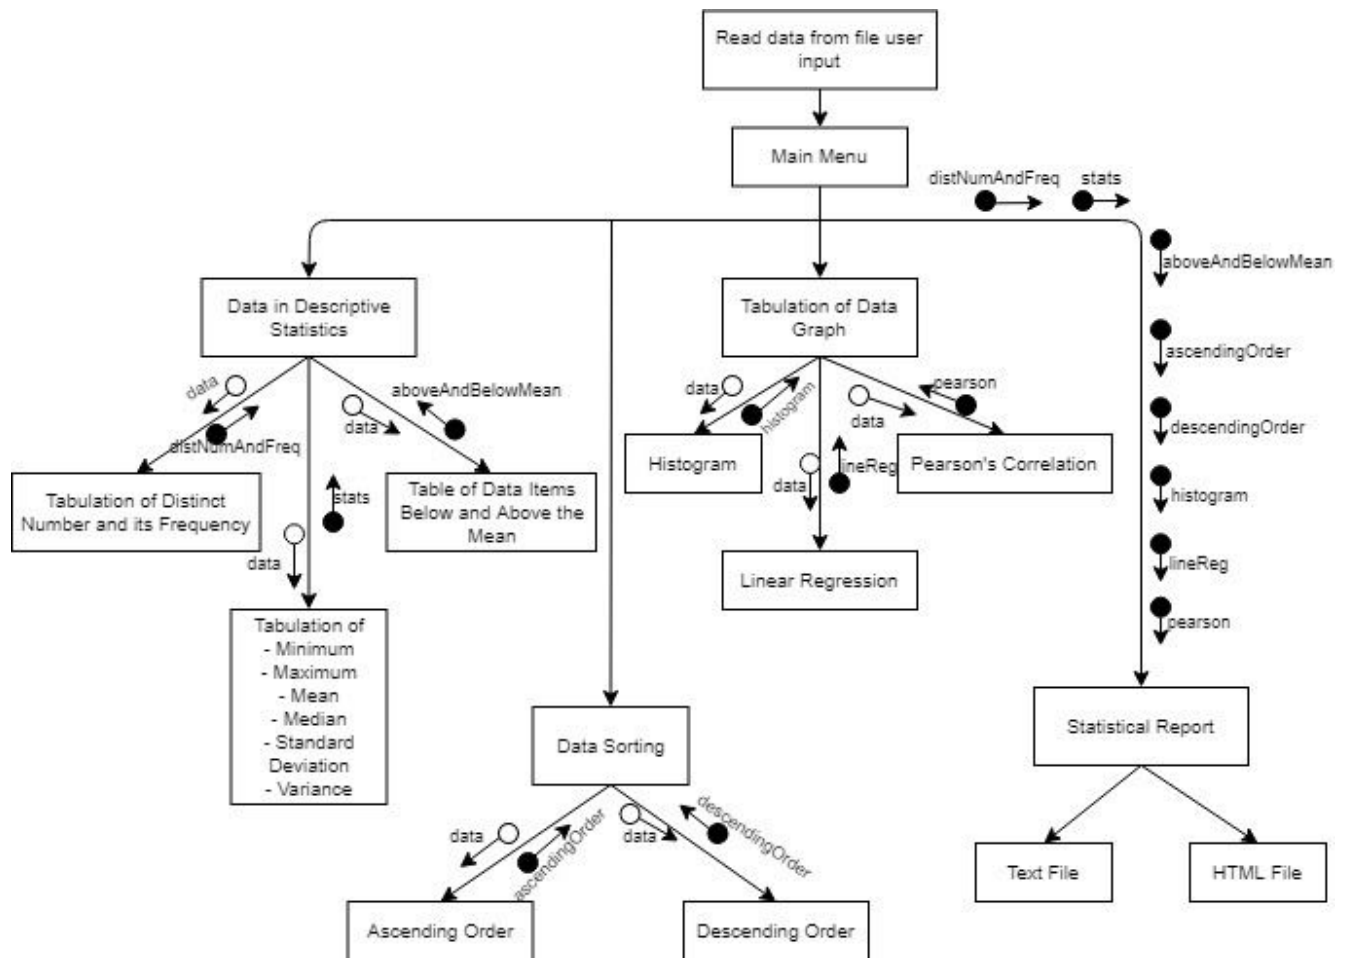 Read data from file user
input
Main Menu
distNumAndFreq
stats
aboveAndBelowMean
ascendingOrder
descendingOrder
histogram
lineReg
pearson
Data in Descriptive
Statistics
data
distNumAndFreq
data
stats
data
aboveAndBelowMean
Tabulation of Distinct
Number and its Frequency
Table of Data Items
Below and Above the
Mean
Tabulation of
- Minimum
- Maximum
- Mean
- Median
- Standard
Deviation
- Variance
Tabulation of Data
Graph
data
histogram
data
lineReg
data
pearson
Histogram
Pearson's Correlation
Linear Regression
Data Sorting
data
ascendingOrder
data
descendingOrder
Ascending Order
Descending Order
Statistical Report
Text File
HTML File